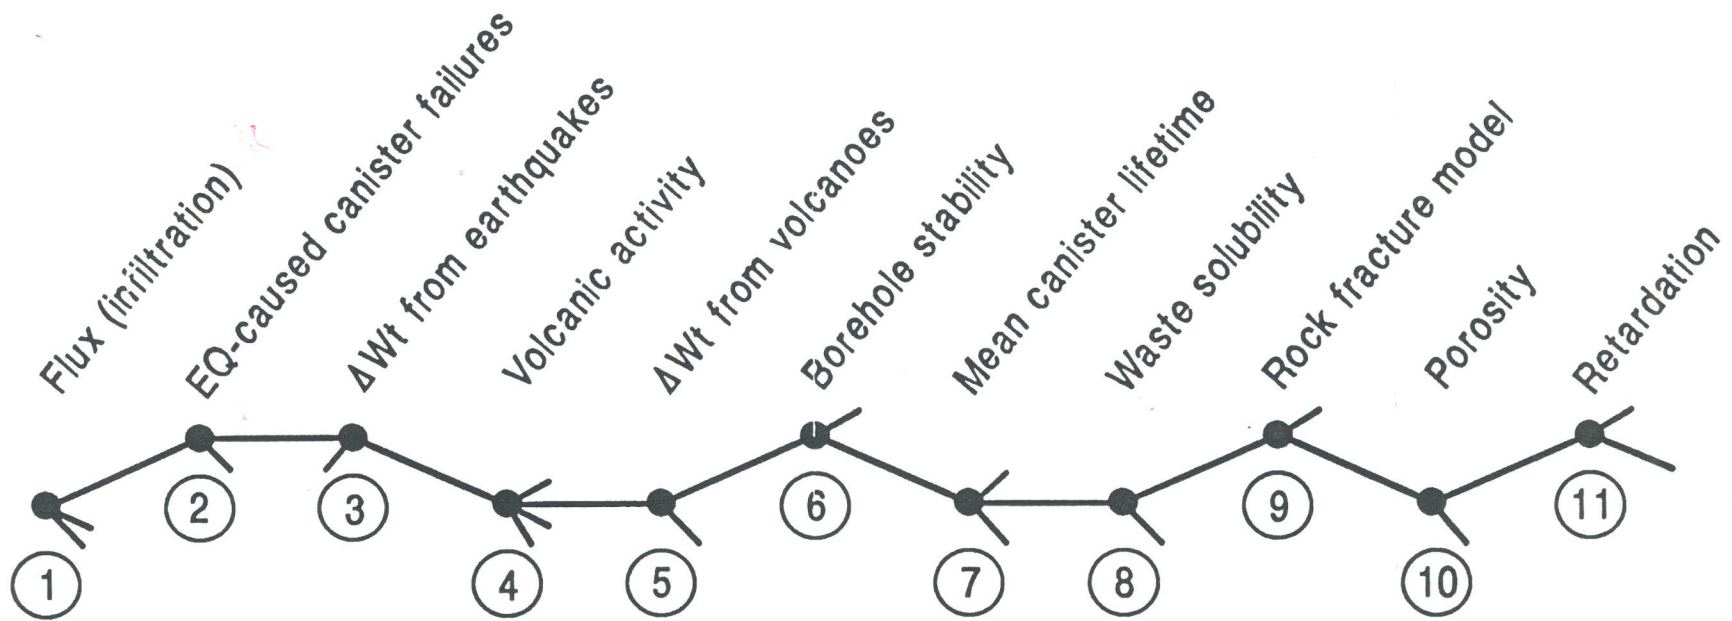 Flux (infiltration)
EQ-caused canister failures
ΔWt from earthquakes
Volcanic activity
ΔWt from volcanoes
Borehole stability
Mean canister lifetime
Waste solubility
Rock fracture model
Porosity
Retardation
1
2
3
4
5
6
7
8
9
10
11